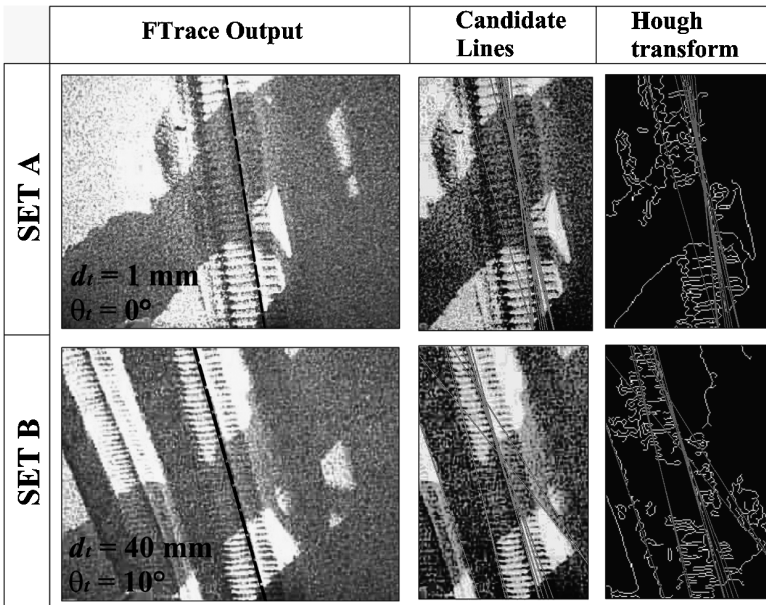 FTrace Output
Candidate
Lines
Hough
transform
SET A
dₜ = 1 mm
θₜ = 0°
SET B
dₜ = 40 mm
θₜ = 10°